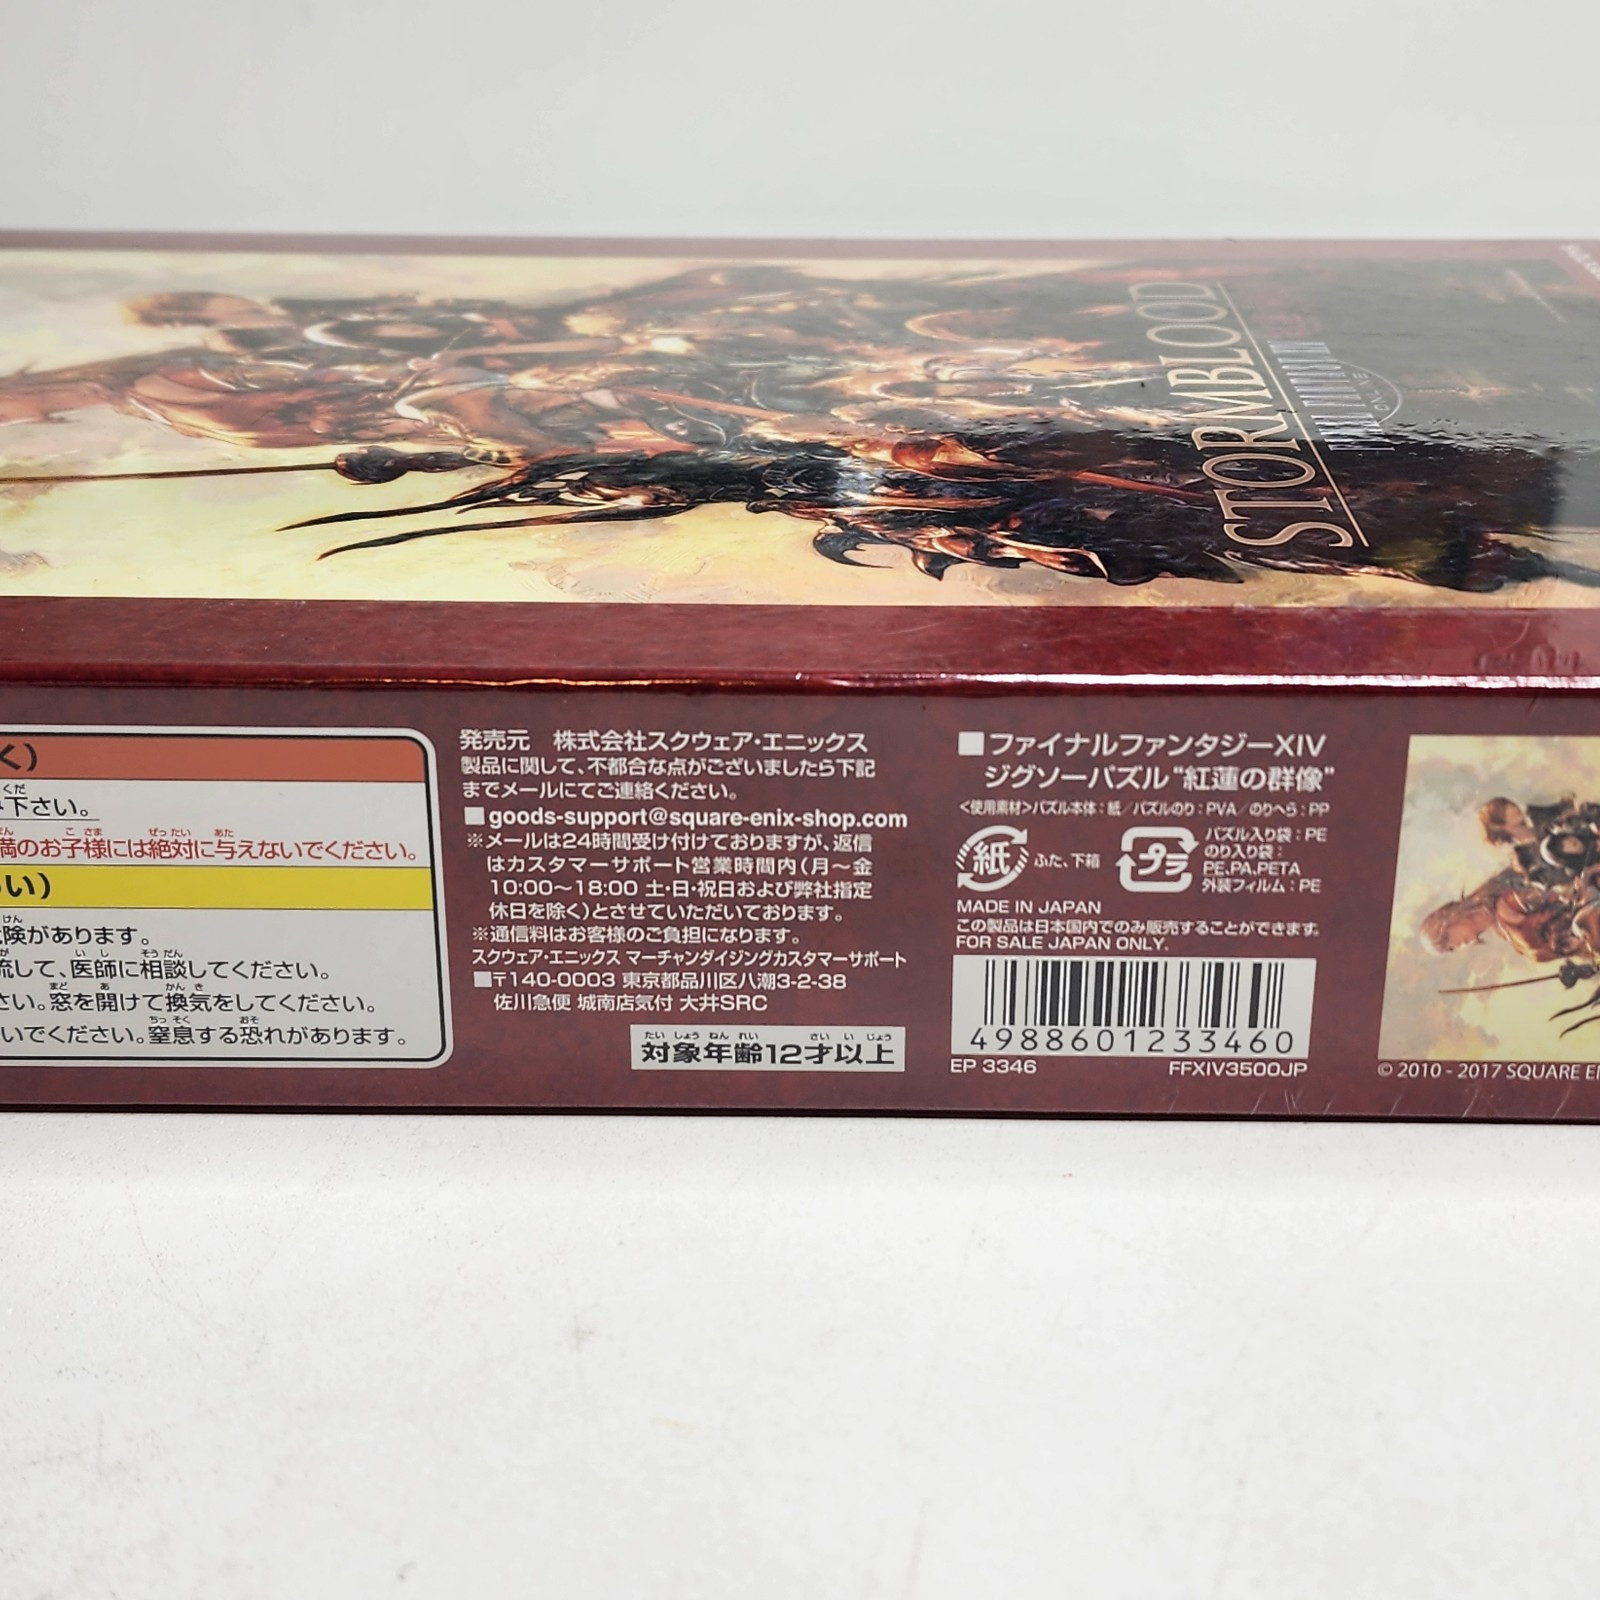 STORMBLOOD
FINAL FANTASY XIV
ONLINE
く)
下さい。
満のお子様には絶対に与えないでください。
い)
険があります。
流して、医師に相談してください。
さい。窓を開けて換気をしてください。
いでください。窒息する恐れがあります。
発売元　株式会社スクウェア・エニックス
製品に関して、不都合な点がございましたら下記
までメールにてご連絡ください。
■goods-support@square-enix-shop.com
※メールは24時間受け付けておりますが、返信
はカスタマーサポート営業時間内(月〜金
10:00〜18:00 土・日・祝日および弊社指定
休日を除く)とさせていただいております。
※通信料はお客様のご負担になります。
スクウェア・エニックス マーチャンダイジングカスタマーサポート
■〒140-0003 東京都品川区八潮3-2-38
佐川急便 城南店気付 大井SRC
たいしょうねんれい さいいじょう
対象年齢12才以上
■ファイナルファンタジーXIV
ジグソーパズル“紅蓮の群像”
<使用素材>パズル本体：紙／パズルのり：PVA／のりへら：PP
紙 ふた、下箱
プラ パズル入り袋：PE
のり入り袋：
PE,PA,PETA
外装フィルム：PE
MADE IN JAPAN
この製品は日本国内でのみ販売することができます。
FOR SALE JAPAN ONLY.
4988601233460
EP 3346 FFXIV3500JP
© 2010 - 2017 SQUARE EN